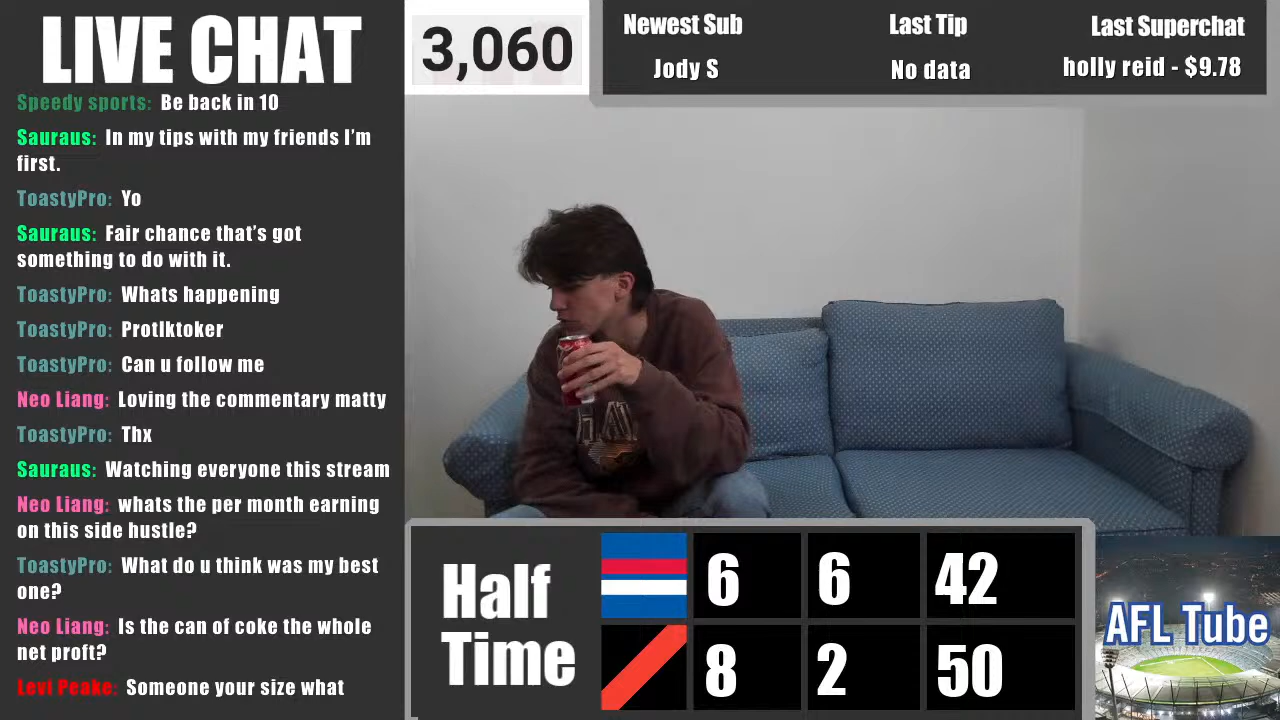 LIVE CHAT
Speedy sports: Be back in 10
Sauraus: In my tips with my friends I'm
first.
ToastyPro: Yo
Sauraus: Fair chance that's got
something to do with it.
ToastyPro: Whats happening
ToastyPro: Protlktoker
ToastyPro: Can u follow me
Neo Liang: Loving the commentary matty
ToastyPro: Thx
Sauraus: Watching everyone this stream
Neo Liang: whats the per month earning
on this side hustle?
ToastyPro: What do u think was my best
one?
Neo Liang: Is the can of coke the whole
net proft?
Levi Peake: Someone your size what
3,060
Newest Sub
Jody S
Last Tip
No data
Last Superchat
holly reid - $9.78
Half
Time
6 6 42
8 2 50
AFL Tube